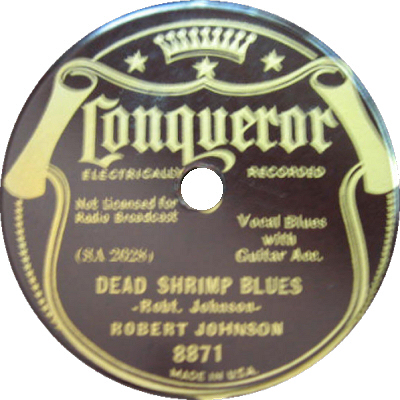 Conqueror
ELECTRICALLY RECORDED
Not Licensed for
Radio Broadcast
Vocal Blues
with
Guitar Acc.
(SA 2628)
DEAD SHRIMP BLUES
-Robt. Johnson-
ROBERT JOHNSON
8871
MADE IN U.S.A.